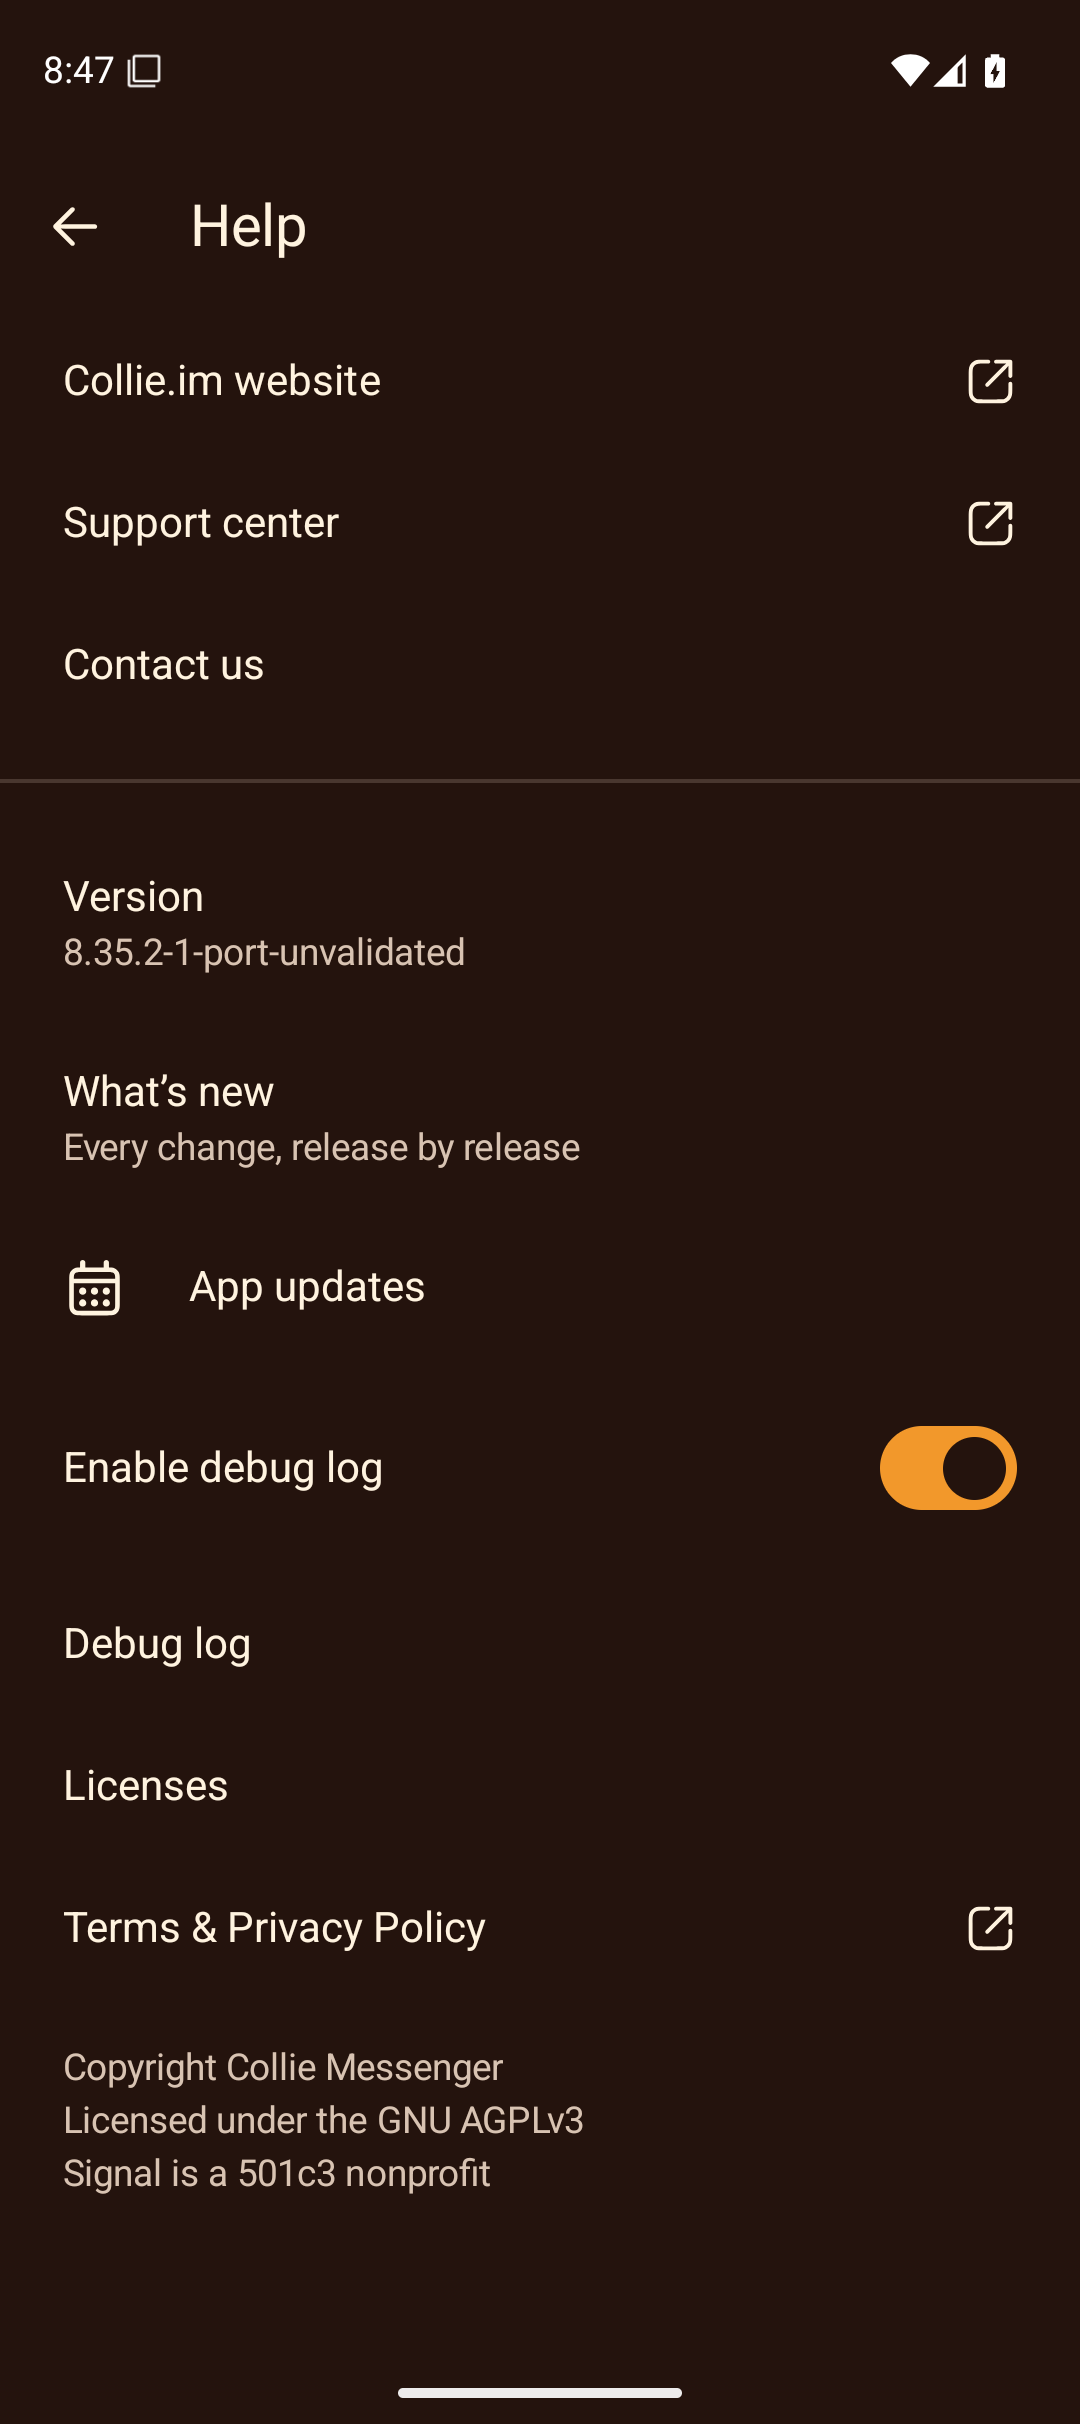 8:47
Help
Collie.im website
Support center
Contact us
Version
8.35.2-1-port-unvalidated
What’s new
Every change, release by release
App updates
Enable debug log
Debug log
Licenses
Terms & Privacy Policy
Copyright Collie Messenger
Licensed under the GNU AGPLv3
Signal is a 501c3 nonprofit